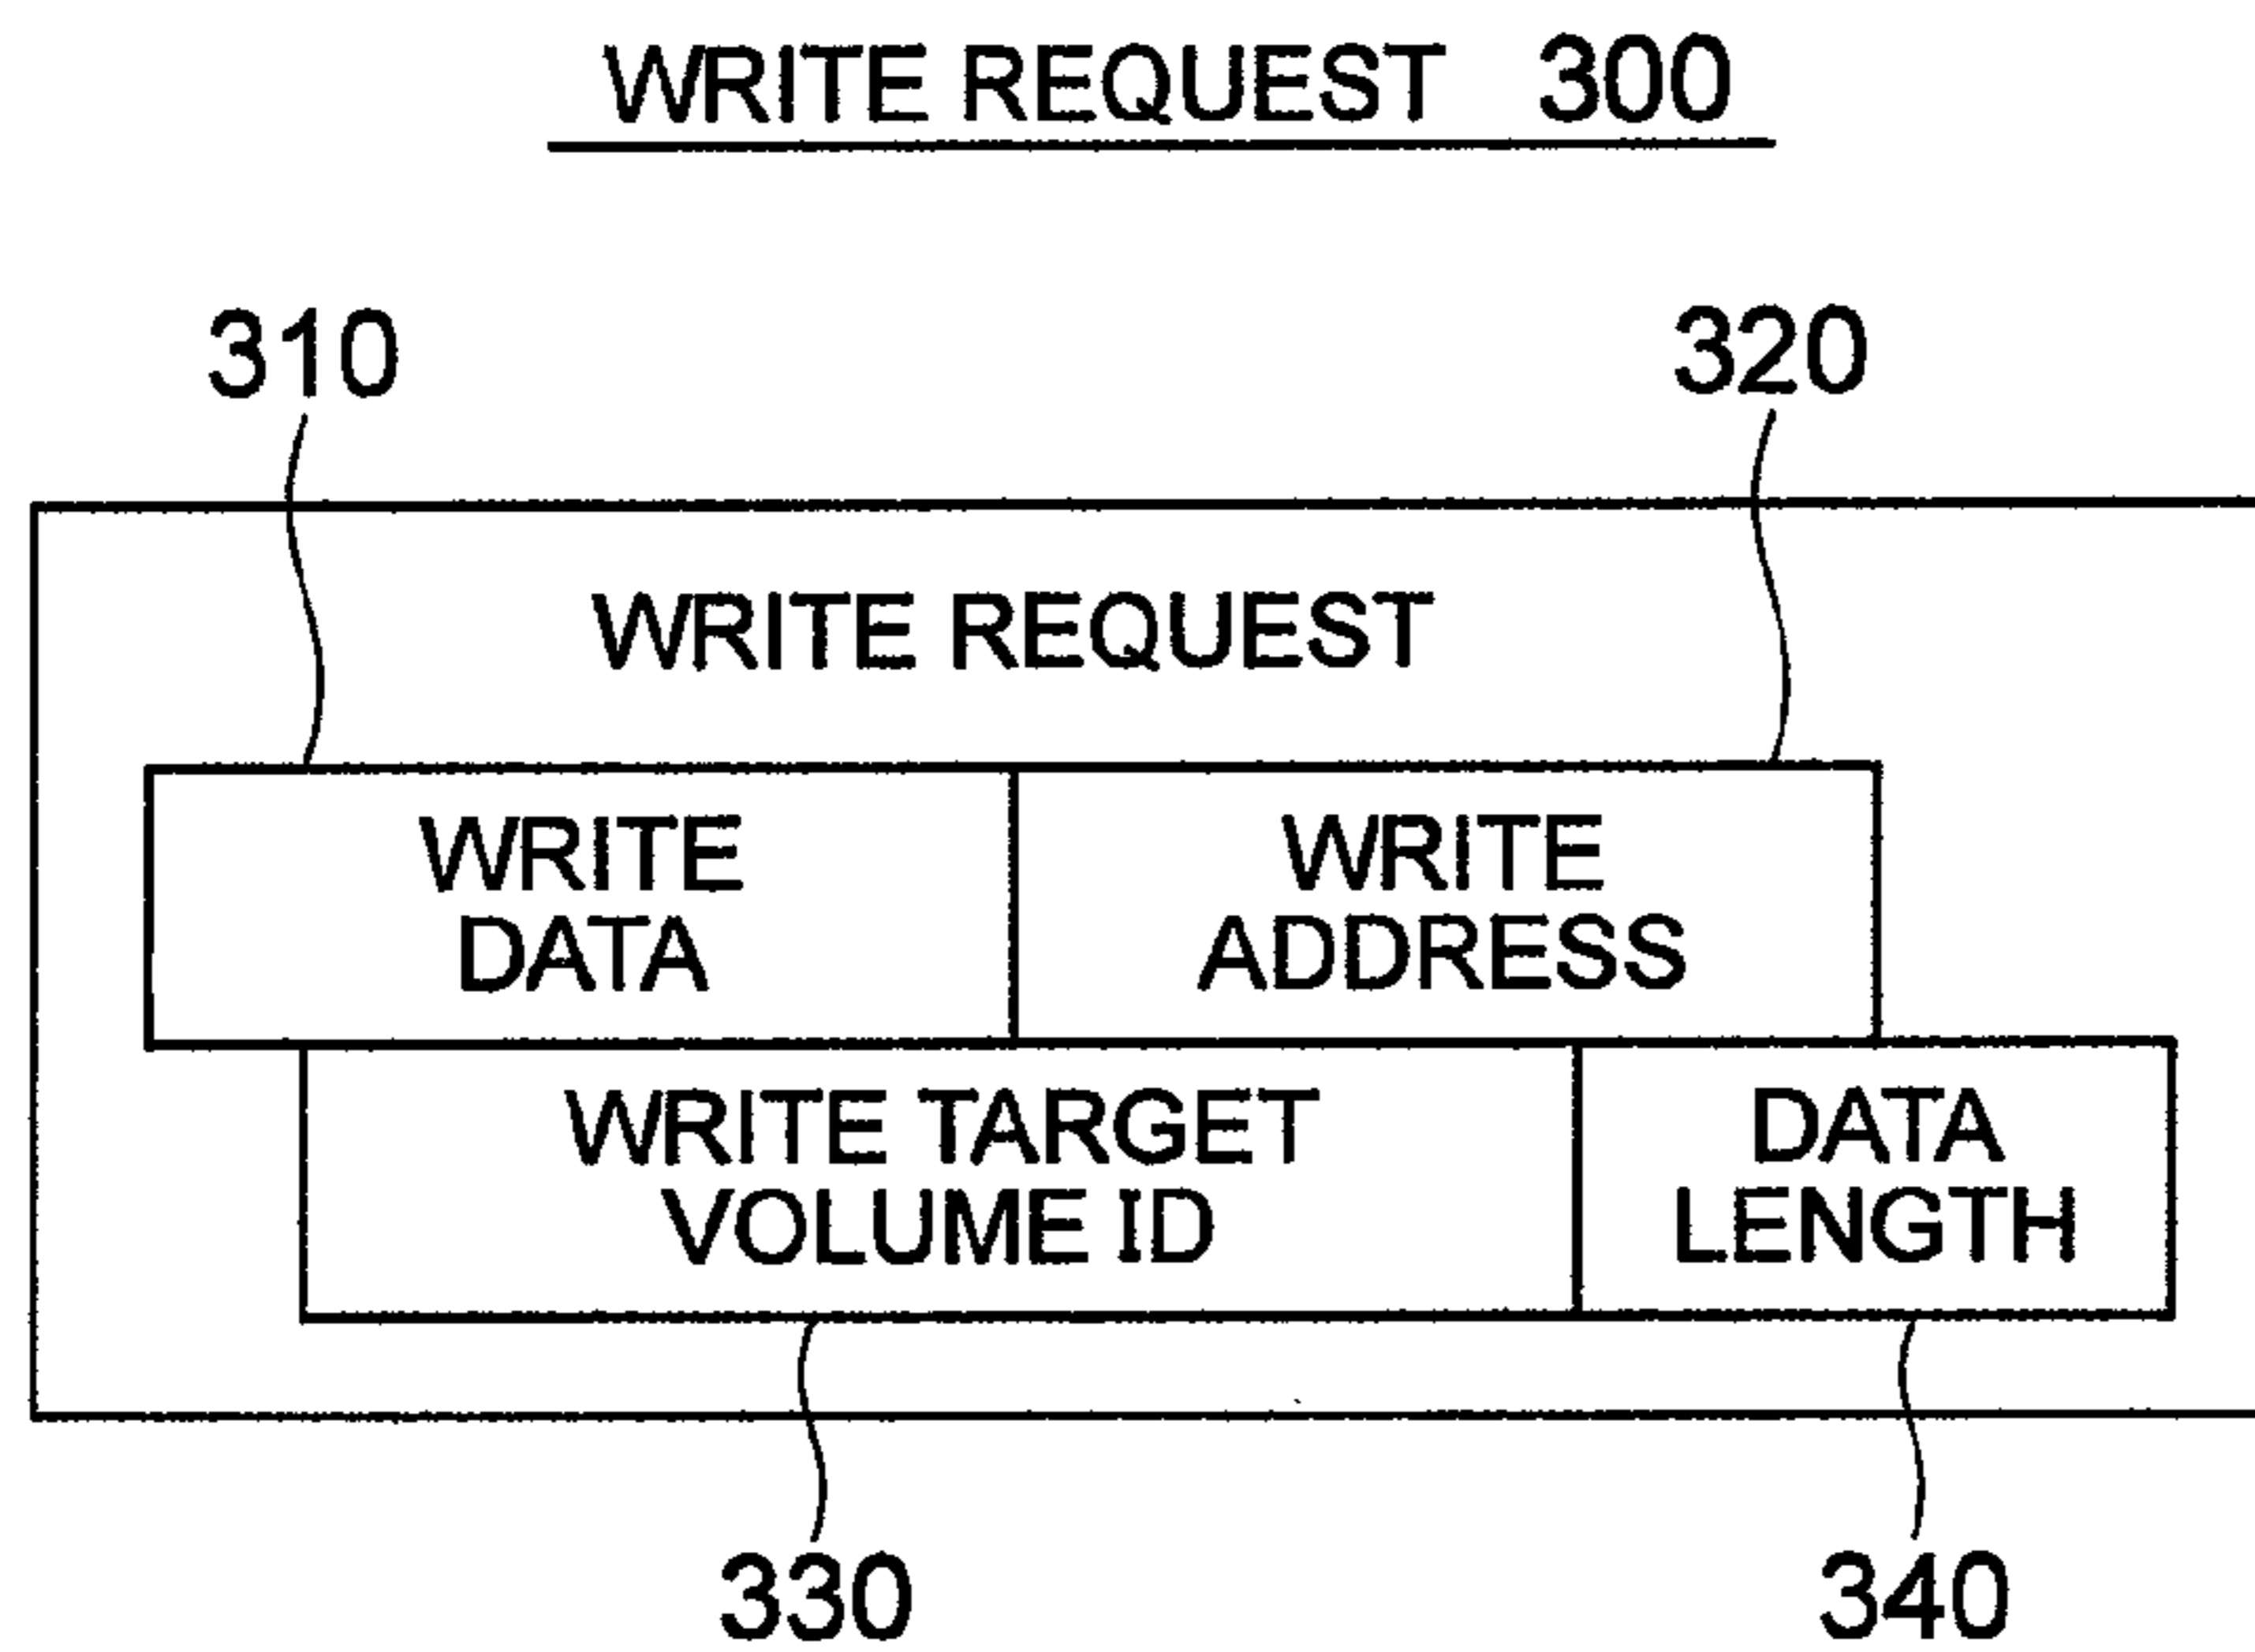 WRITE REQUEST 300
310
320
WRITE REQUEST
WRITE
DATA
WRITE
ADDRESS
WRITE TARGET
VOLUME ID
DATA
LENGTH
330
340